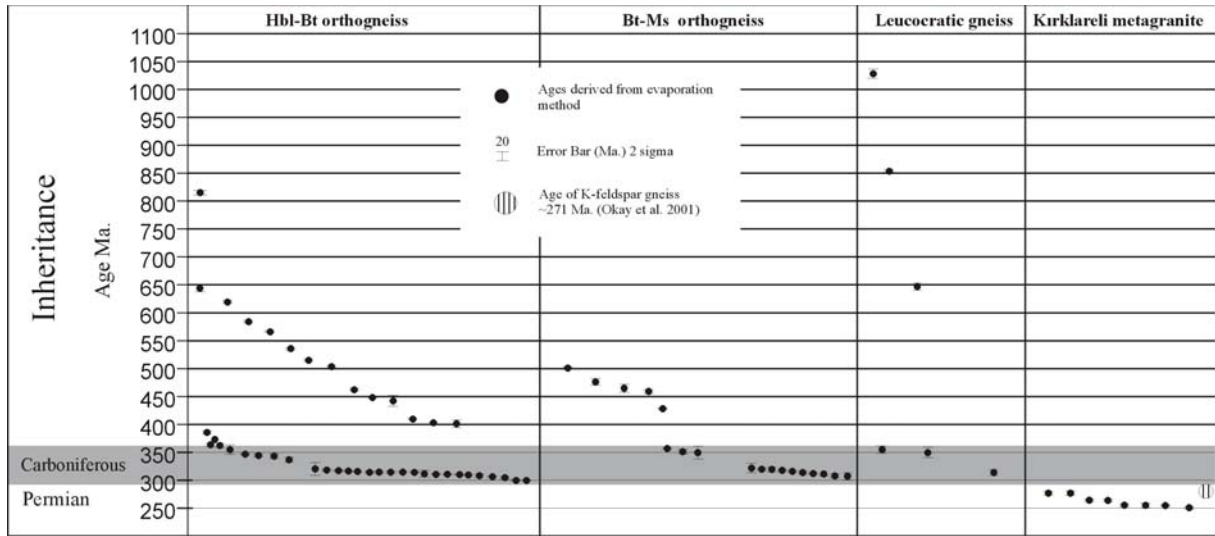 Hbl-Bt orthogneiss
Bt-Ms orthogneiss
Leucocratic gneiss
Kırklareli metagranite
Inheritance
Age Ma.
1100
1050
1000
950
900
850
800
750
700
650
600
550
500
450
400
350
300
250
Carboniferous
Permian
Ages derived from evaporation
method
20
Error Bar (Ma.) 2 sigma
Age of K-feldspar gneiss
~271 Ma. (Okay et al. 2001)